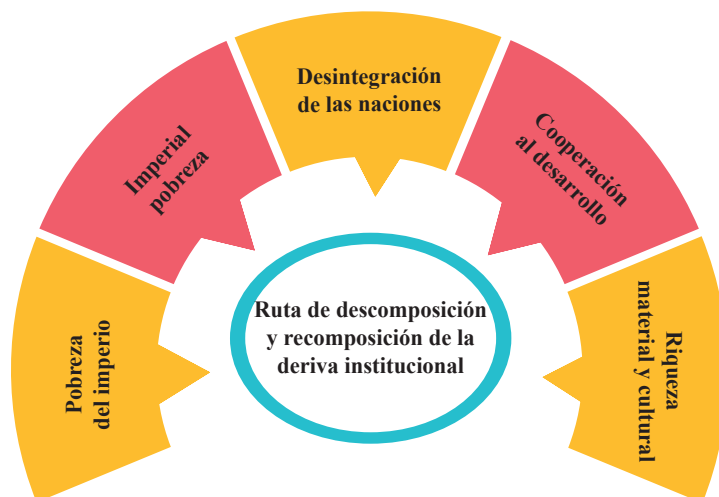 Pobreza
del imperio
Imperial
pobreza
Desintegración
de las naciones
Cooperación
al desarrollo
Riqueza
material y cultural
Ruta de descomposición
y recomposición de la
deriva institucional